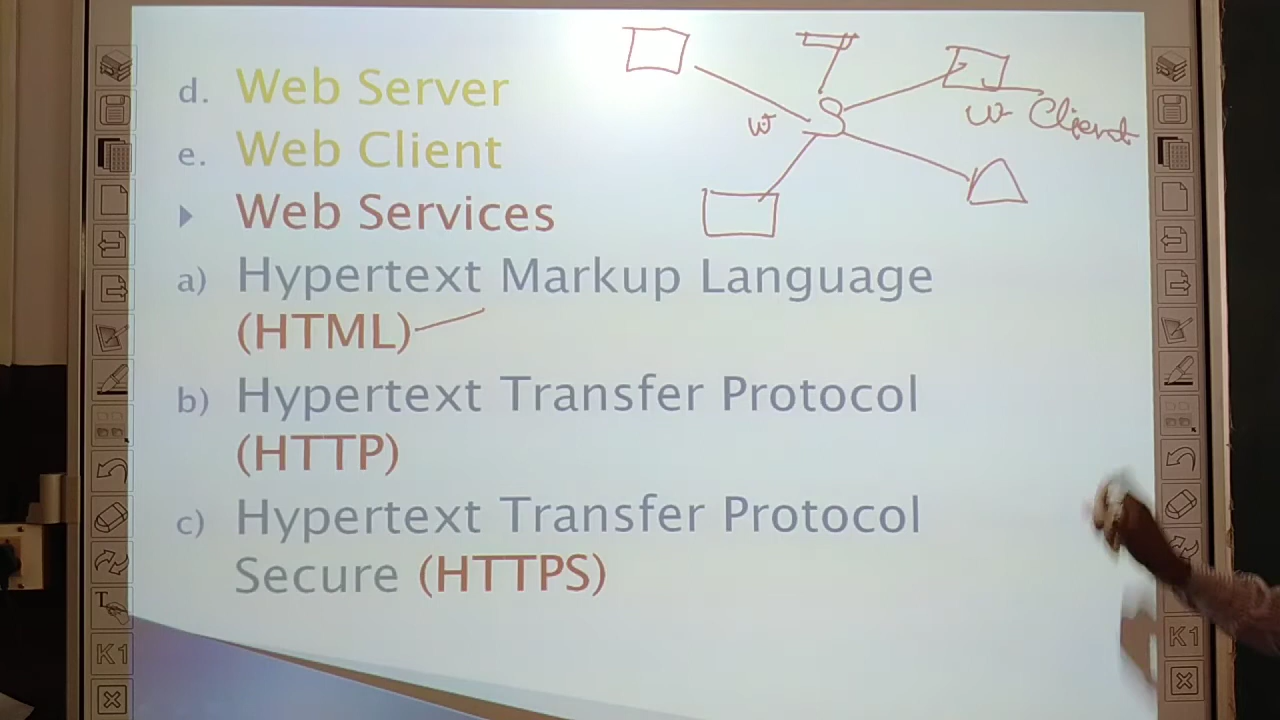 d. Web Server
e. Web Client
Web Services
a) Hypertext Markup Language
(HTML)
b) Hypertext Transfer Protocol
(HTTP)
c) Hypertext Transfer Protocol
Secure (HTTPS)
S
w
w Client
T
K1
K1